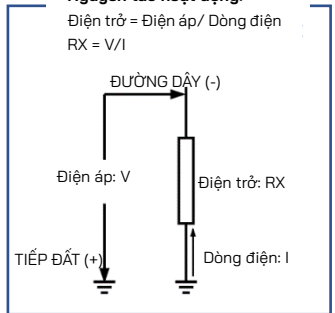 Nguyên tắc hoạt động:
Điện trở = Điện áp/ Dòng điện
RX = V/I
ĐƯỜNG DÂY (-)
Điện áp: V
Điện trở: RX
TIẾP ĐẤT (+)
Dòng điện: I